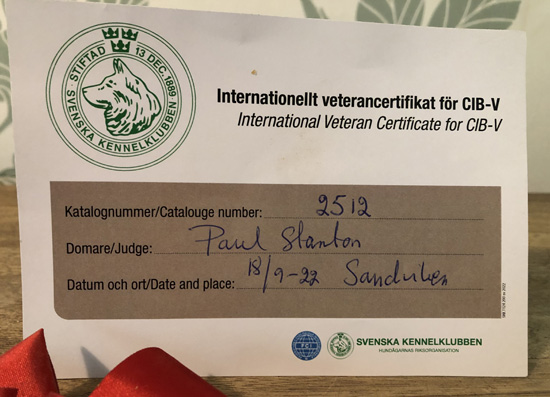 STIFTAD 13 DEC. 1889
SVENSKA KENNELKLUBBEN
Internationellt veterancertifikat för CIB-V
International Veteran Certificate for CIB-V
Katalognummer/Catalouge number: 2512
Domare/Judge: Paul Stanton
Datum och ort/Date and place: 18/9-22 Sandviken
FCI
SVENSKA KENNELKLUBBEN
HUNDÄGARNAS RIKSORGANISATION